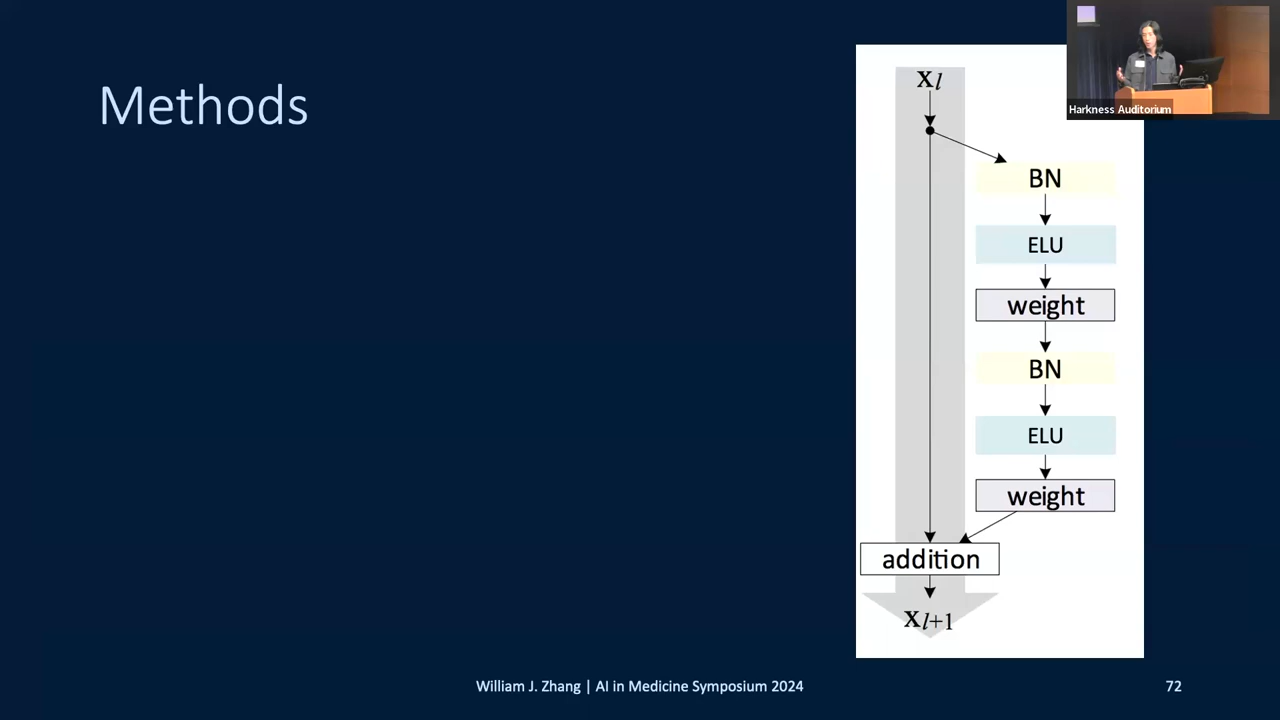 Methods
Xl
BN
ELU
weight
BN
ELU
weight
addition
Xl+1
Harkness Auditorium
William J. Zhang | AI in Medicine Symposium 2024
72